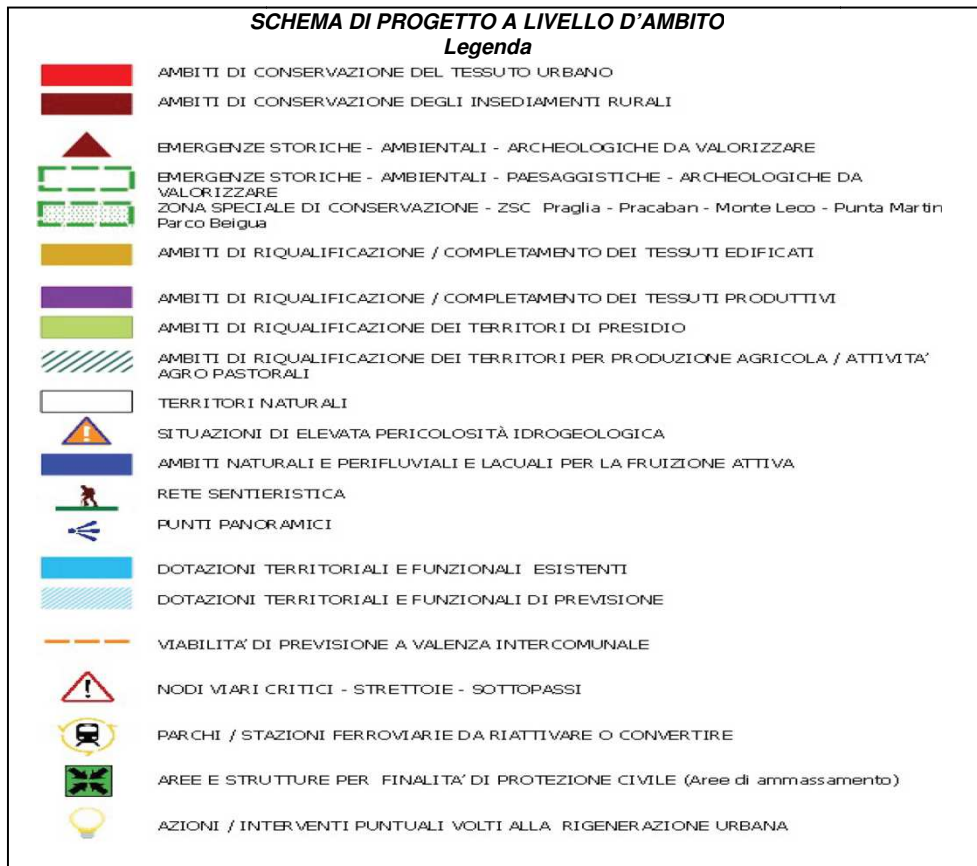 SCHEMA DI PROGETTO A LIVELLO D'AMBITO
Legenda
AMBITI DI CONSERVAZIONE DEL TESSUTO URBANO
AMBITI DI CONSERVAZIONE DEGLI INSEDIAMENTI RURALI
EMERGENZE STORICHE - AMBIENTALI - ARCHEOLOGICHE DA VALORIZZARE
EMERGENZE STORICHE - AMBIENTALI - PAESAGGISTICHE - ARCHEOLOGICHE DA
VALORIZZARE
ZONA SPECIALE DI CONSERVAZIONE - ZSC Praglia - Pracaban - Monte Leco - Punta Martin
Parco Beigua
AMBITI DI RIQUALIFICAZIONE / COMPLETAMENTO DEI TESSUTI EDIFICATI
AMBITI DI RIQUALIFICAZIONE / COMPLETAMENTO DEI TESSUTI PRODUTTIVI
AMBITI DI RIQUALIFICAZIONE DEI TERRITORI DI PRESIDIO
AMBITI DI RIQUALIFICAZIONE DEI TERRITORI PER PRODUZIONE AGRICOLA / ATTIVITA'
AGRO PASTORALI
TERRITORI NATURALI
SITUAZIONI DI ELEVATA PERICOLOSITÀ IDROGEOLOGICA
AMBITI NATURALI E PERIFLUVIALI E LACUALI PER LA FRUIZIONE ATTIVA
RETE SENTIERISTICA
PUNTI PANORAMICI
DOTAZIONI TERRITORIALI E FUNZIONALI ESISTENTI
DOTAZIONI TERRITORIALI E FUNZIONALI DI PREVISIONE
VIABILITA' DI PREVISIONE A VALENZA INTERCOMUNALE
NODI VIARI CRITICI - STRETTOIE - SOTTOPASSI
PARCHI / STAZIONI FERROVIARIE DA RIATTIVARE O CONVERTIRE
AREE E STRUTTURE PER FINALITA' DI PROTEZIONE CIVILE (Aree di ammassamento)
AZIONI / INTERVENTI PUNTUALI VOLTI ALLA RIGENERAZIONE URBANA